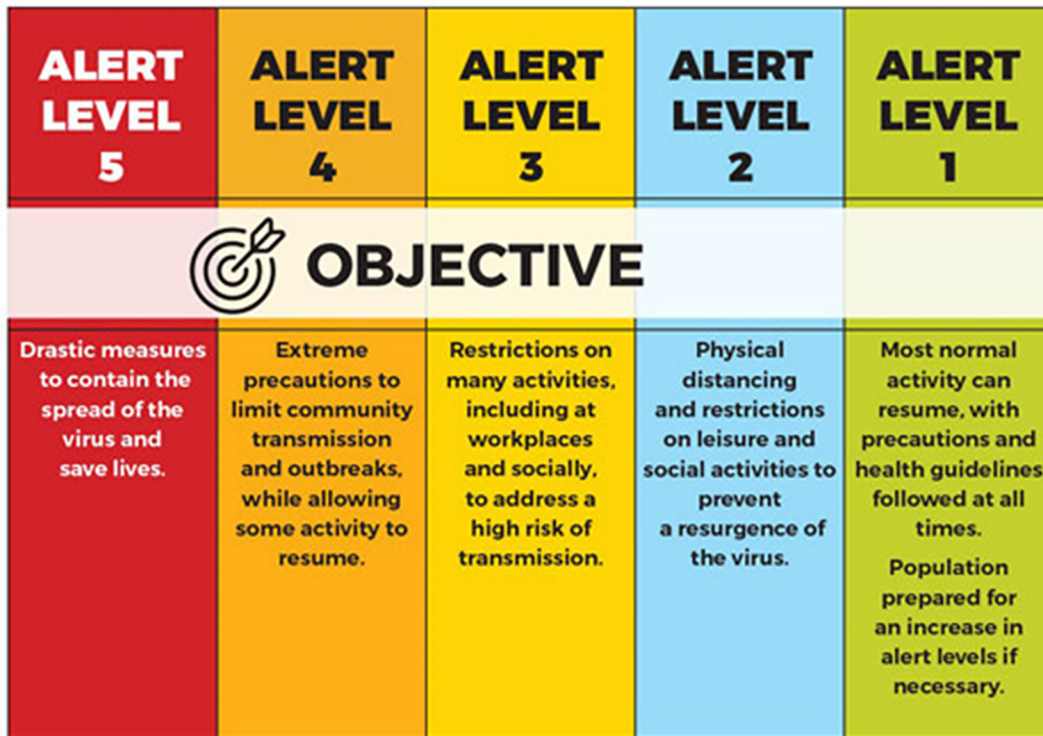 ALERT
LEVEL
5
ALERT
LEVEL
4
ALERT
LEVEL
3
ALERT
LEVEL
2
ALERT
LEVEL
1
OBJECTIVE
Drastic measures
to contain the
spread of the
virus and
save lives.
Extreme
precautions to
limit community
transmission
and outbreaks,
while allowing
some activity to
resume.
Restrictions on
many activities,
including at
workplaces
and socially,
to address a
high risk of
transmission.
Physical
distancing
and restrictions
on leisure and
social activities to
prevent
a resurgence of
the virus.
Most normal
activity can
resume, with
precautions and
health guidelines
followed at all
times.
Population
prepared for
an increase in
alert levels if
necessary.